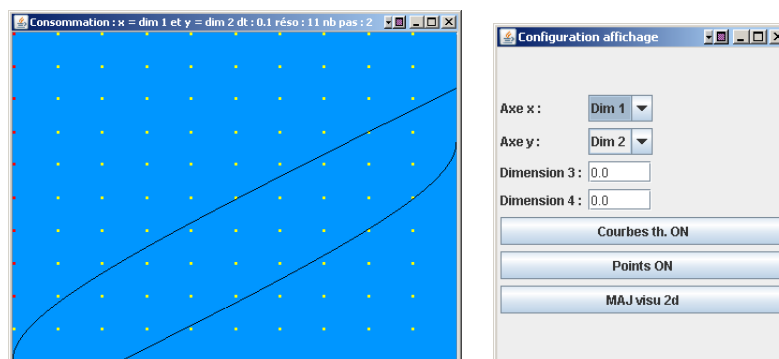 Consommation : x = dim 1 et y = dim 2 dt : 0.1 réso : 11 nb pas : 2
Configuration affichage
Axe x :
Dim 1
Axe y :
Dim 2
Dimension 3 :
0.0
Dimension 4 :
0.0
Courbes th. ON
Points ON
MAJ visu 2d